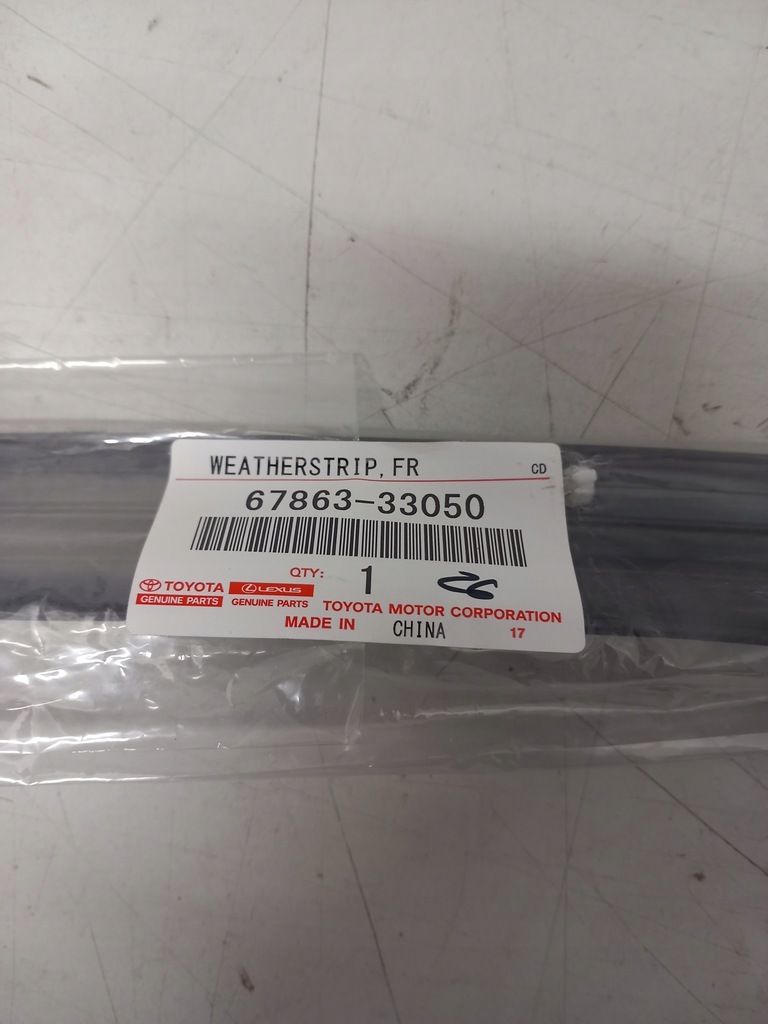 WEATHERSTRIP, FR CD
67863-33050
QTY: 1
TOYOTA LEXUS
GENUINE PARTS GENUINE PARTS TOYOTA MOTOR CORPORATION
MADE IN CHINA 17